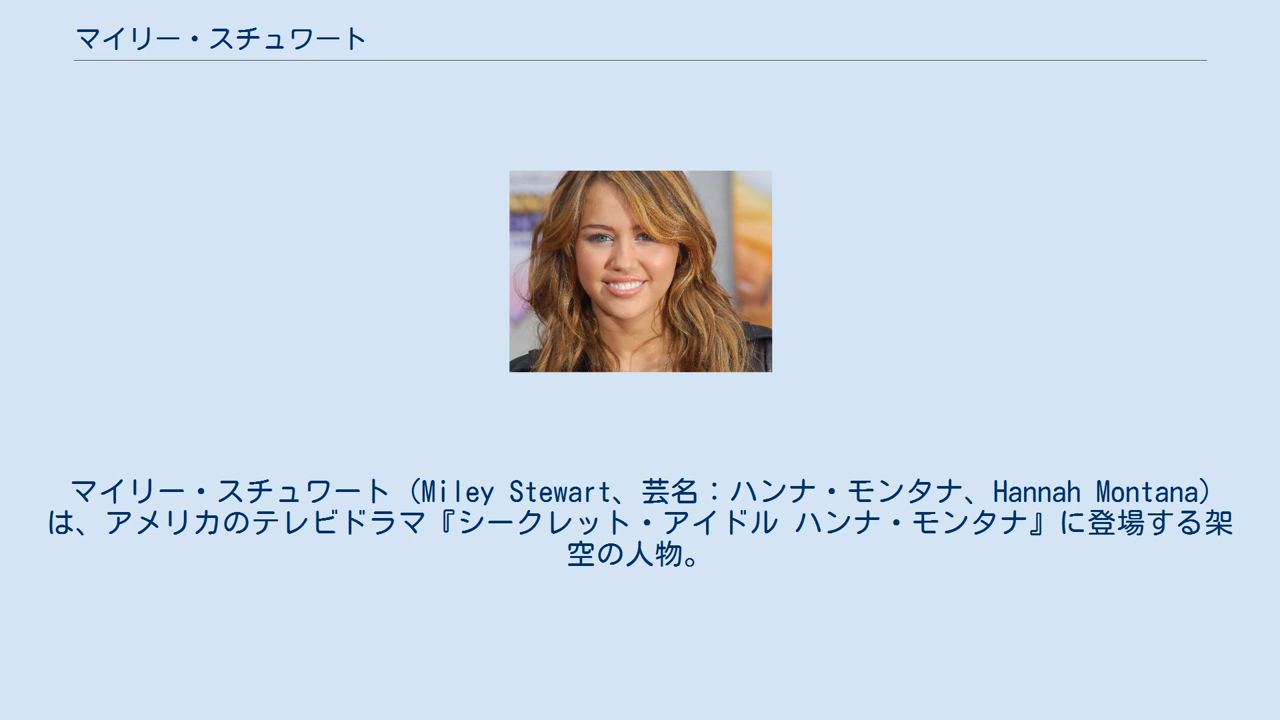 マイリー・スチュワート
マイリー・スチュワート（Miley Stewart、芸名：ハンナ・モンタナ、Hannah Montana）
は、アメリカのテレビドラマ『シークレット・アイドル ハンナ・モンタナ』に登場する架
空の人物。